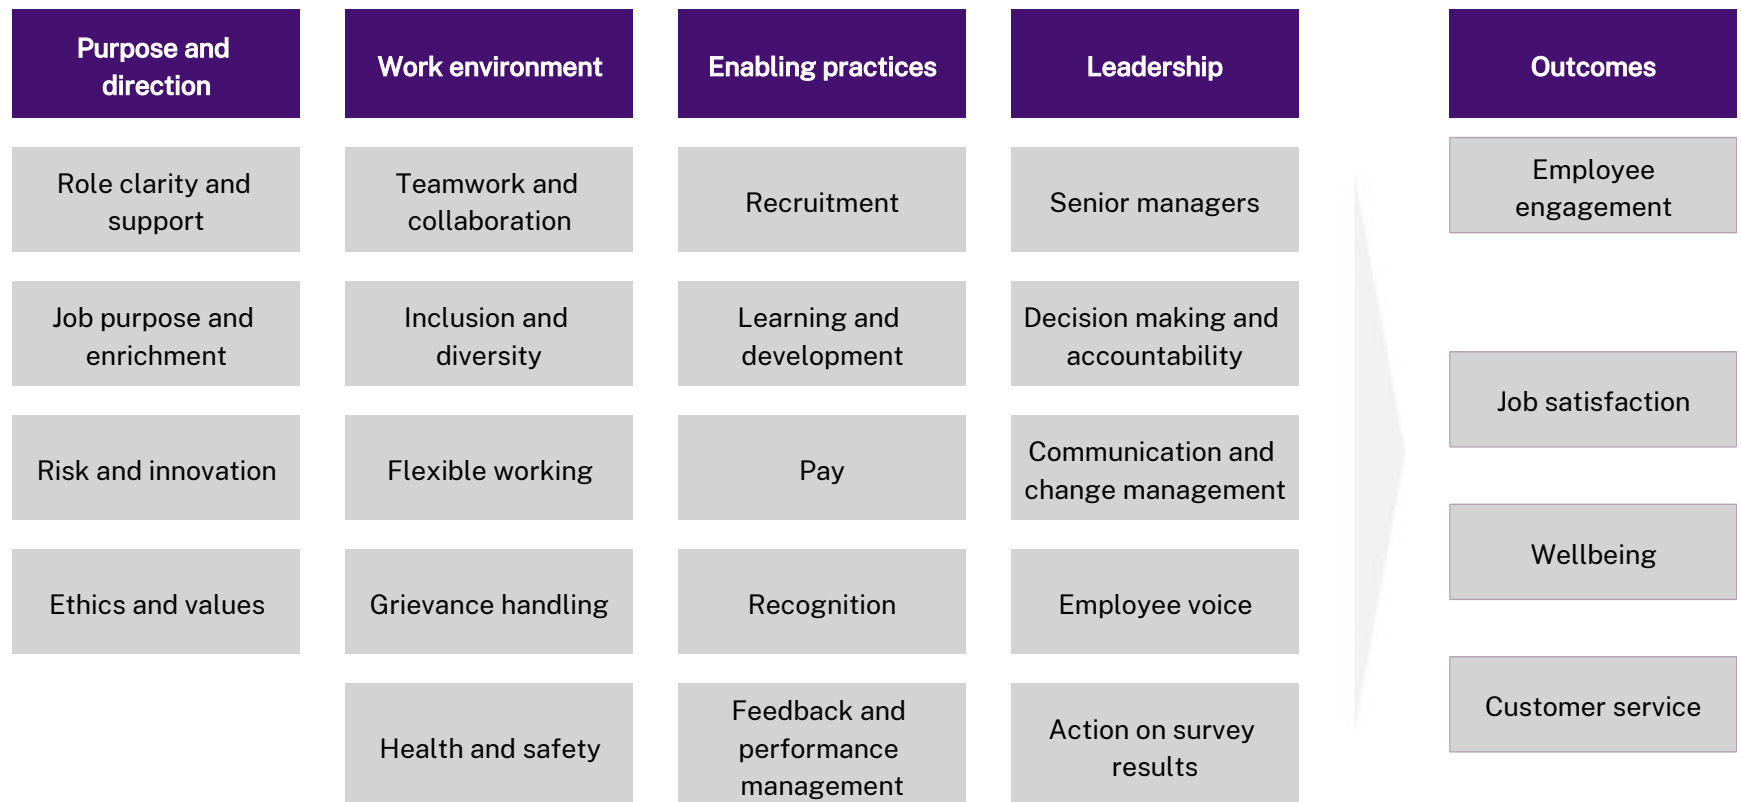 Purpose and
direction
Work environment
Enabling practices
Leadership
Outcomes
Role clarity and
support
Teamwork and
collaboration
Recruitment
Senior managers
Employee
engagement
Job purpose and
enrichment
Inclusion and
diversity
Learning and
development
Decision making and
accountability
Job satisfaction
Risk and innovation
Flexible working
Pay
Communication and
change management
Wellbeing
Ethics and values
Grievance handling
Recognition
Employee voice
Customer service
Health and safety
Feedback and
performance
management
Action on survey
results